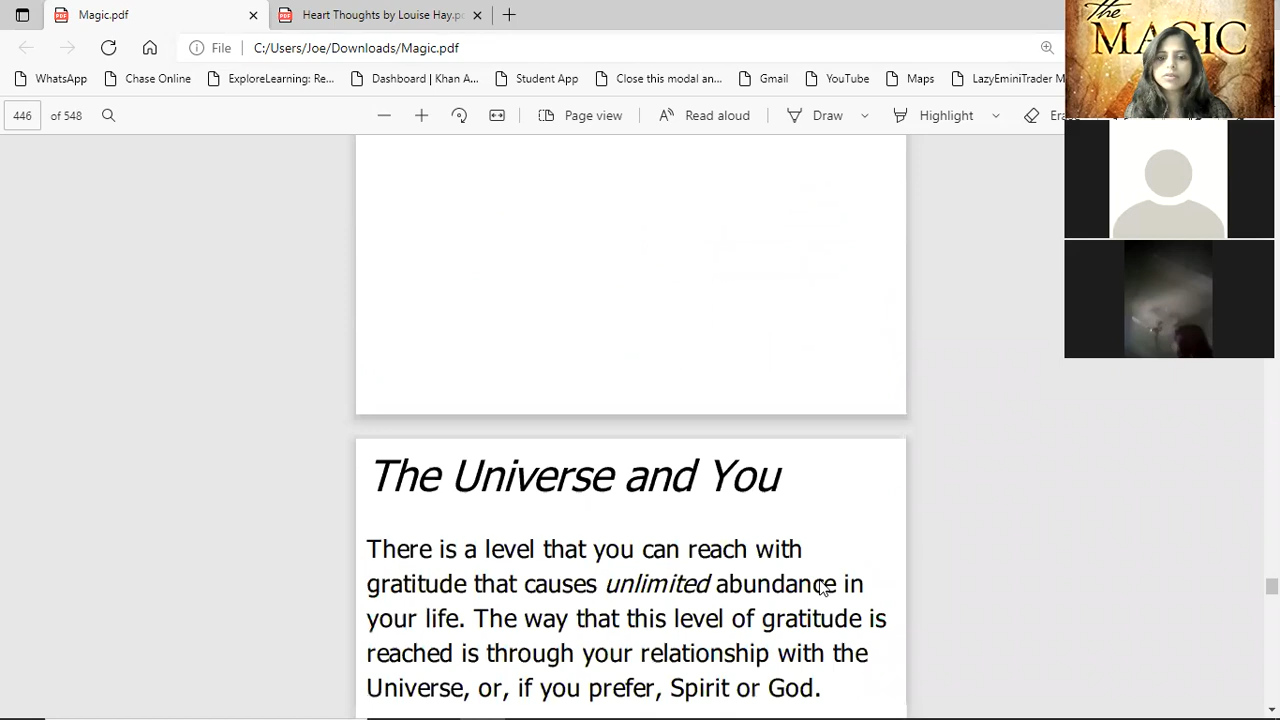 Magic.pdf
Heart Thoughts by Louise Hay.p
File C:/Users/Joe/Downloads/Magic.pdf
WhatsApp Chase Online ExploreLearning: Re... Dashboard | Khan A... Student App Close this modal an... Gmail YouTube Maps LazyEminiTrader M
446 of 548 Page view Read aloud Draw Highlight
The
MAGIC
The Universe and You
There is a level that you can reach with
gratitude that causes unlimited abundance in
your life. The way that this level of gratitude is
reached is through your relationship with the
Universe, or, if you prefer, Spirit or God.